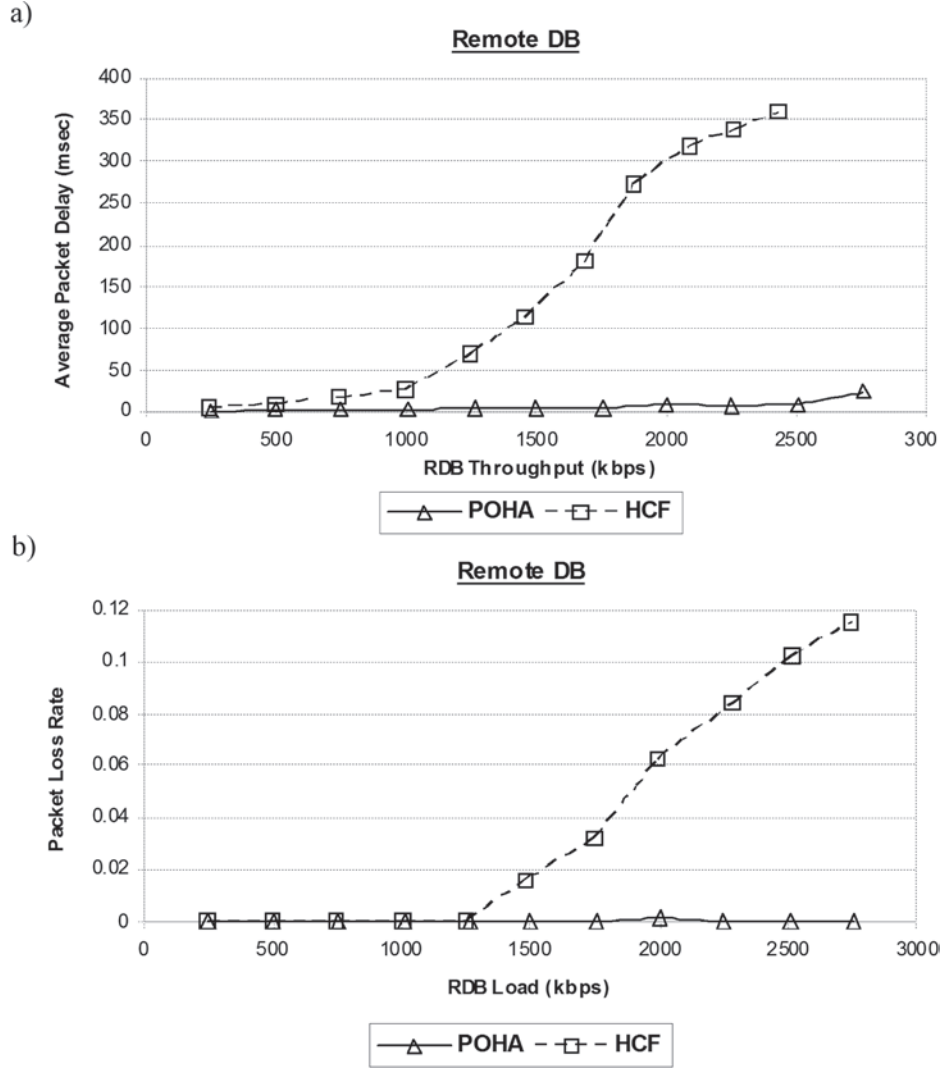 a)
Remote DB
Average Packet Delay (msec)
400
350
300
250
200
150
100
50
0
0 500 1000 1500 2000 2500 300
RDB Throughput (kbps)
POHA HCF
b)
Remote DB
Packet Loss Rate
0.12
0.1
0.08
0.06
0.04
0.02
0
0 500 1000 1500 2000 2500 3000
RDB Load (kbps)
POHA HCF